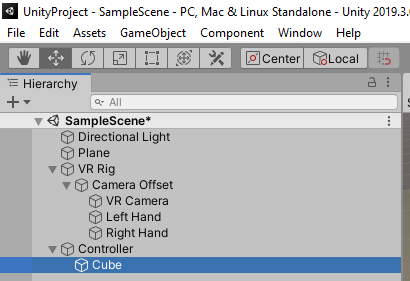 UnityProject - SampleScene - PC, Mac & Linux Standalone - Unity 2019.3.
File Edit Assets GameObject Component Window Help
Center Local
Hierarchy
All
SampleScene*
Directional Light
Plane
VR Rig
Camera Offset
VR Camera
Left Hand
Right Hand
Controller
Cube